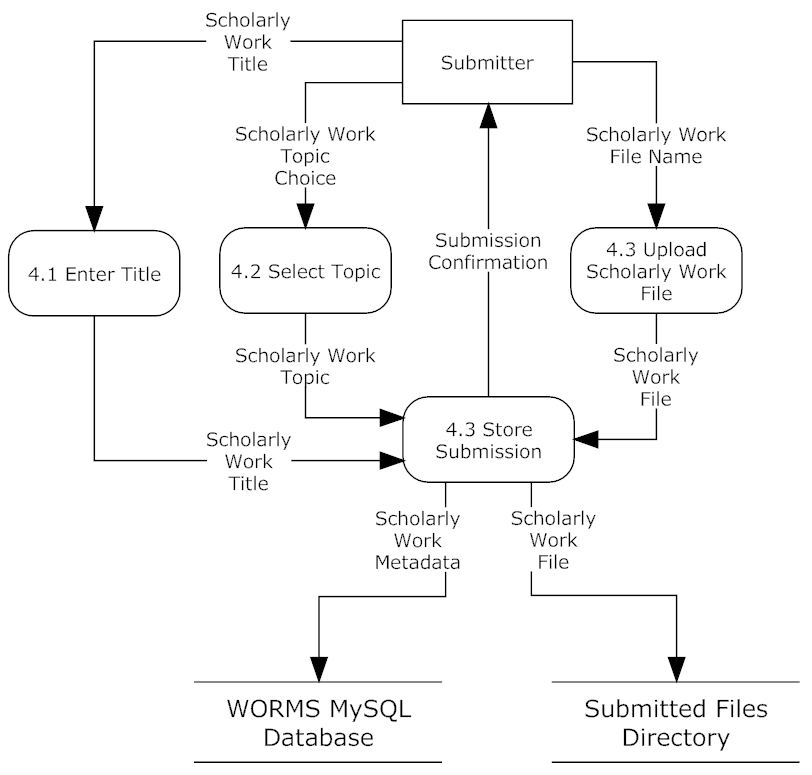 Scholarly
Work
Title
Submitter
Scholarly Work
Topic
Choice
Scholarly Work
File Name
4.1 Enter Title
4.2 Select Topic
Submission
Confirmation
4.3 Upload
Scholarly Work
File
Scholarly Work
Topic
Scholarly
Work
File
Scholarly
Work
Title
4.3 Store
Submission
Scholarly
Work
Metadata
Scholarly
Work
File
WORMS MySQL
Database
Submitted Files
Directory